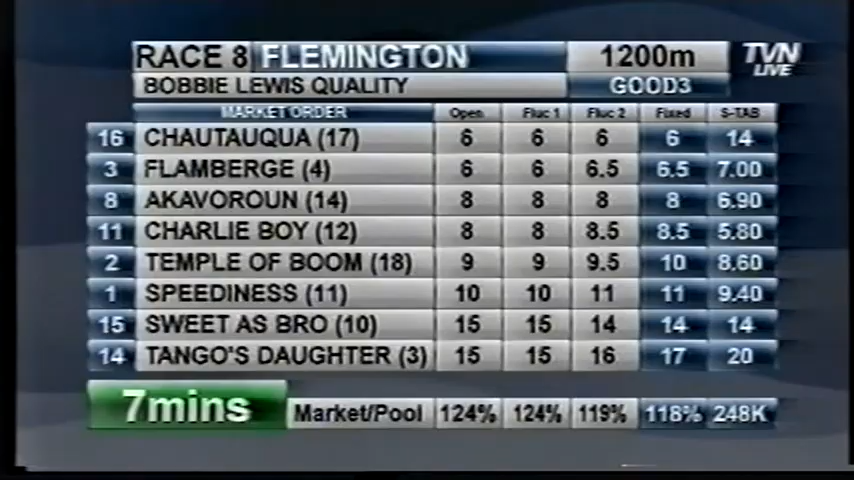 RACE 8 FLEMINGTON 1200m TVN LIVE
BOBBIE LEWIS QUALITY GOOD3
MARKET ORDER Open Fluc 1 Fluc 2 Fixed S-TAB
16 CHAUTAUQUA (17) 6 6 6 6 14
3 FLAMBERGE (4) 6 6 6.5 6.5 7.00
8 AKAVOROUN (14) 8 8 8 8 6.90
11 CHARLIE BOY (12) 8 8 8.5 8.5 5.80
2 TEMPLE OF BOOM (18) 9 9 9.5 10 8.60
1 SPEEDINESS (11) 10 10 11 11 9.40
15 SWEET AS BRO (10) 15 15 14 14 14
14 TANGO'S DAUGHTER (3) 15 15 16 17 20
7mins Market/Pool 124% 124% 119% 118% 248K